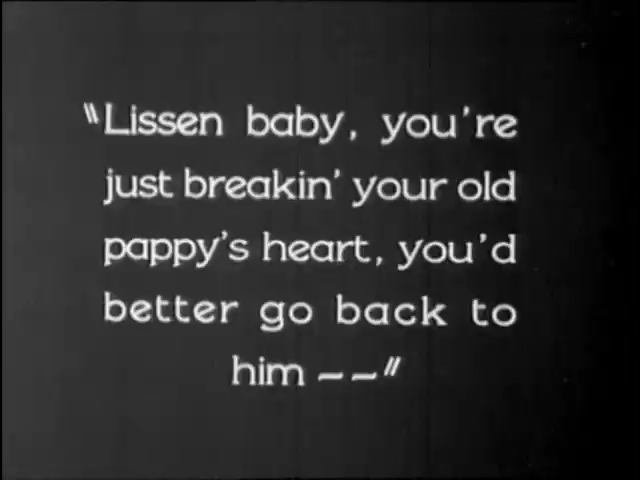 "Lissen baby, you're
just breakin' your old
pappy's heart, you'd
better go back to
him – –"